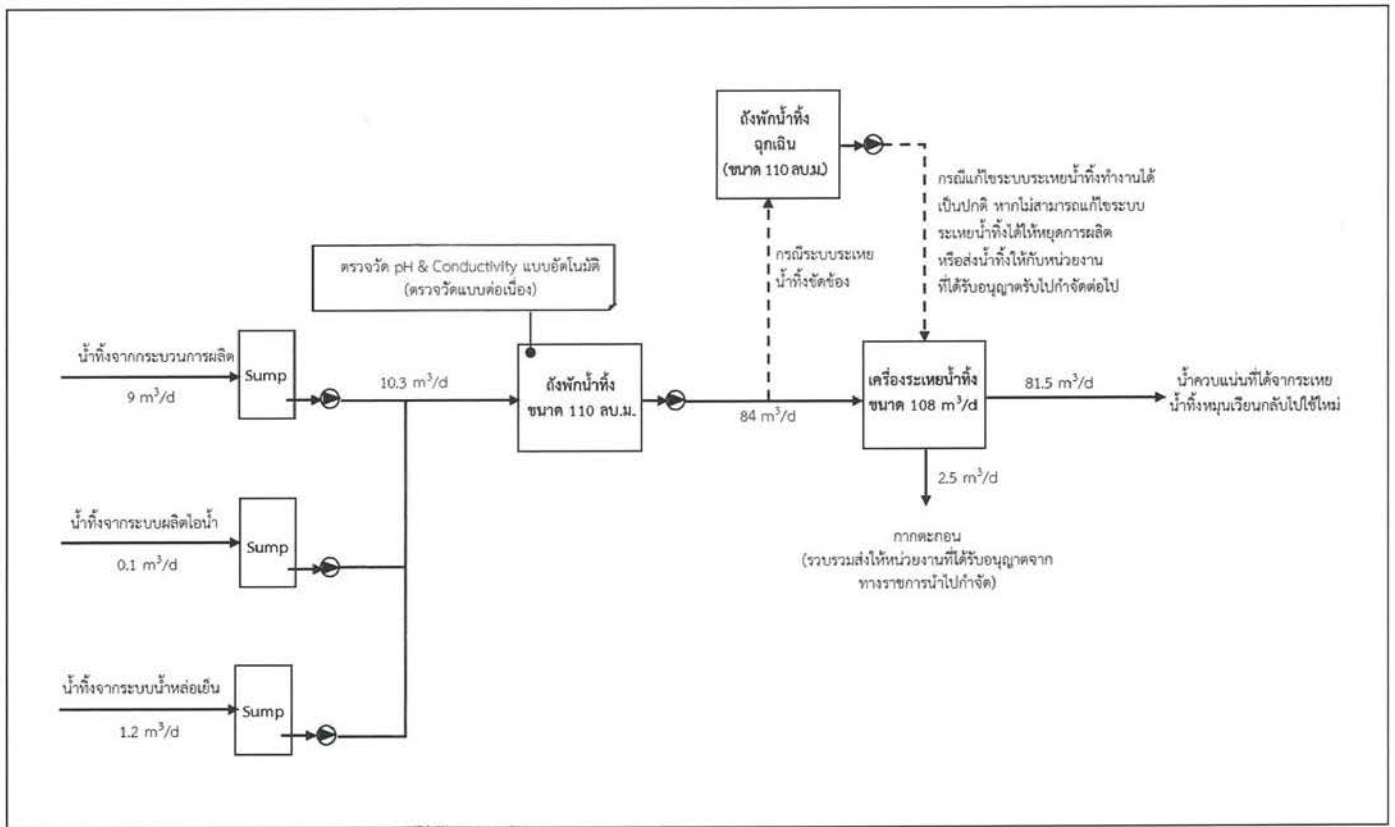 ถังพักน้ำทิ้ง
ฉุกเฉิน
(ขนาด 110 ลบ.ม.)
กรณีแก้ไขระบบระเหยน้ำทิ้งทำงานได้
เป็นปกติ หากไม่สามารถแก้ไขระบบ
ระเหยน้ำทิ้งได้ให้หยุดการผลิต
หรือส่งน้ำทิ้งให้กับหน่วยงาน
ที่ได้รับอนุญาตรับไปกำจัดต่อไป
กรณีระบบระเหย
น้ำทิ้งขัดข้อง
ตรวจวัด pH & Conductivity แบบอัตโนมัติ
(ตรวจวัดแบบต่อเนื่อง)
น้ำทิ้งจากกระบวนการผลิต
9 m³/d
Sump
10.3 m³/d
ถังพักน้ำทิ้ง
ขนาด 110 ลบ.ม.
84 m³/d
เครื่องระเหยน้ำทิ้ง
ขนาด 108 m³/d
81.5 m³/d
น้ำควบแน่นที่ได้จากระเหย
น้ำทิ้งหมุนเวียนกลับไปใช้ใหม่
2.5 m³/d
กากตะกอน
(รวบรวมส่งให้หน่วยงานที่ได้รับอนุญาตจาก
ทางราชการนำไปกำจัด)
น้ำทิ้งจากระบบผลิตไอน้ำ
0.1 m³/d
Sump
น้ำทิ้งจากระบบน้ำหล่อเย็น
1.2 m³/d
Sump